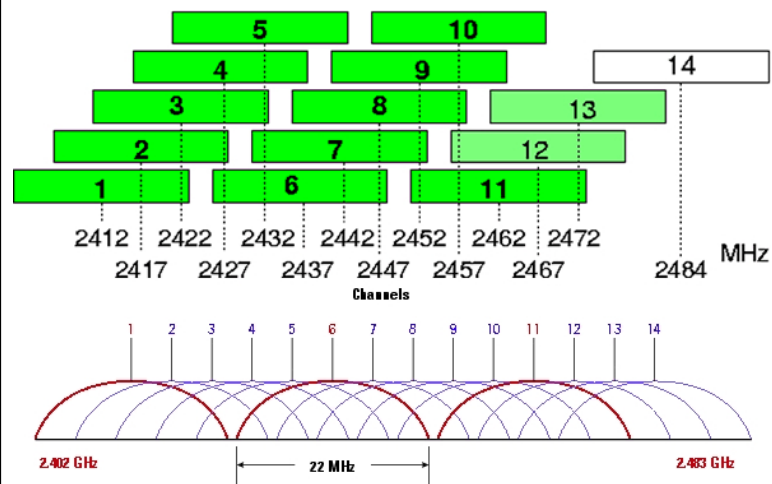 5 10
4 9 14
3 8 13
2 7 12
1 6 11
2412 2422 2432 2442 2452 2462 2472
MHz
2417 2427 2437 2447 2457 2467 2484
Channels
1 2 3 4 5 6 7 8 9 10 11 12 13 14
2.402 GHz 22 MHz 2.483 GHz